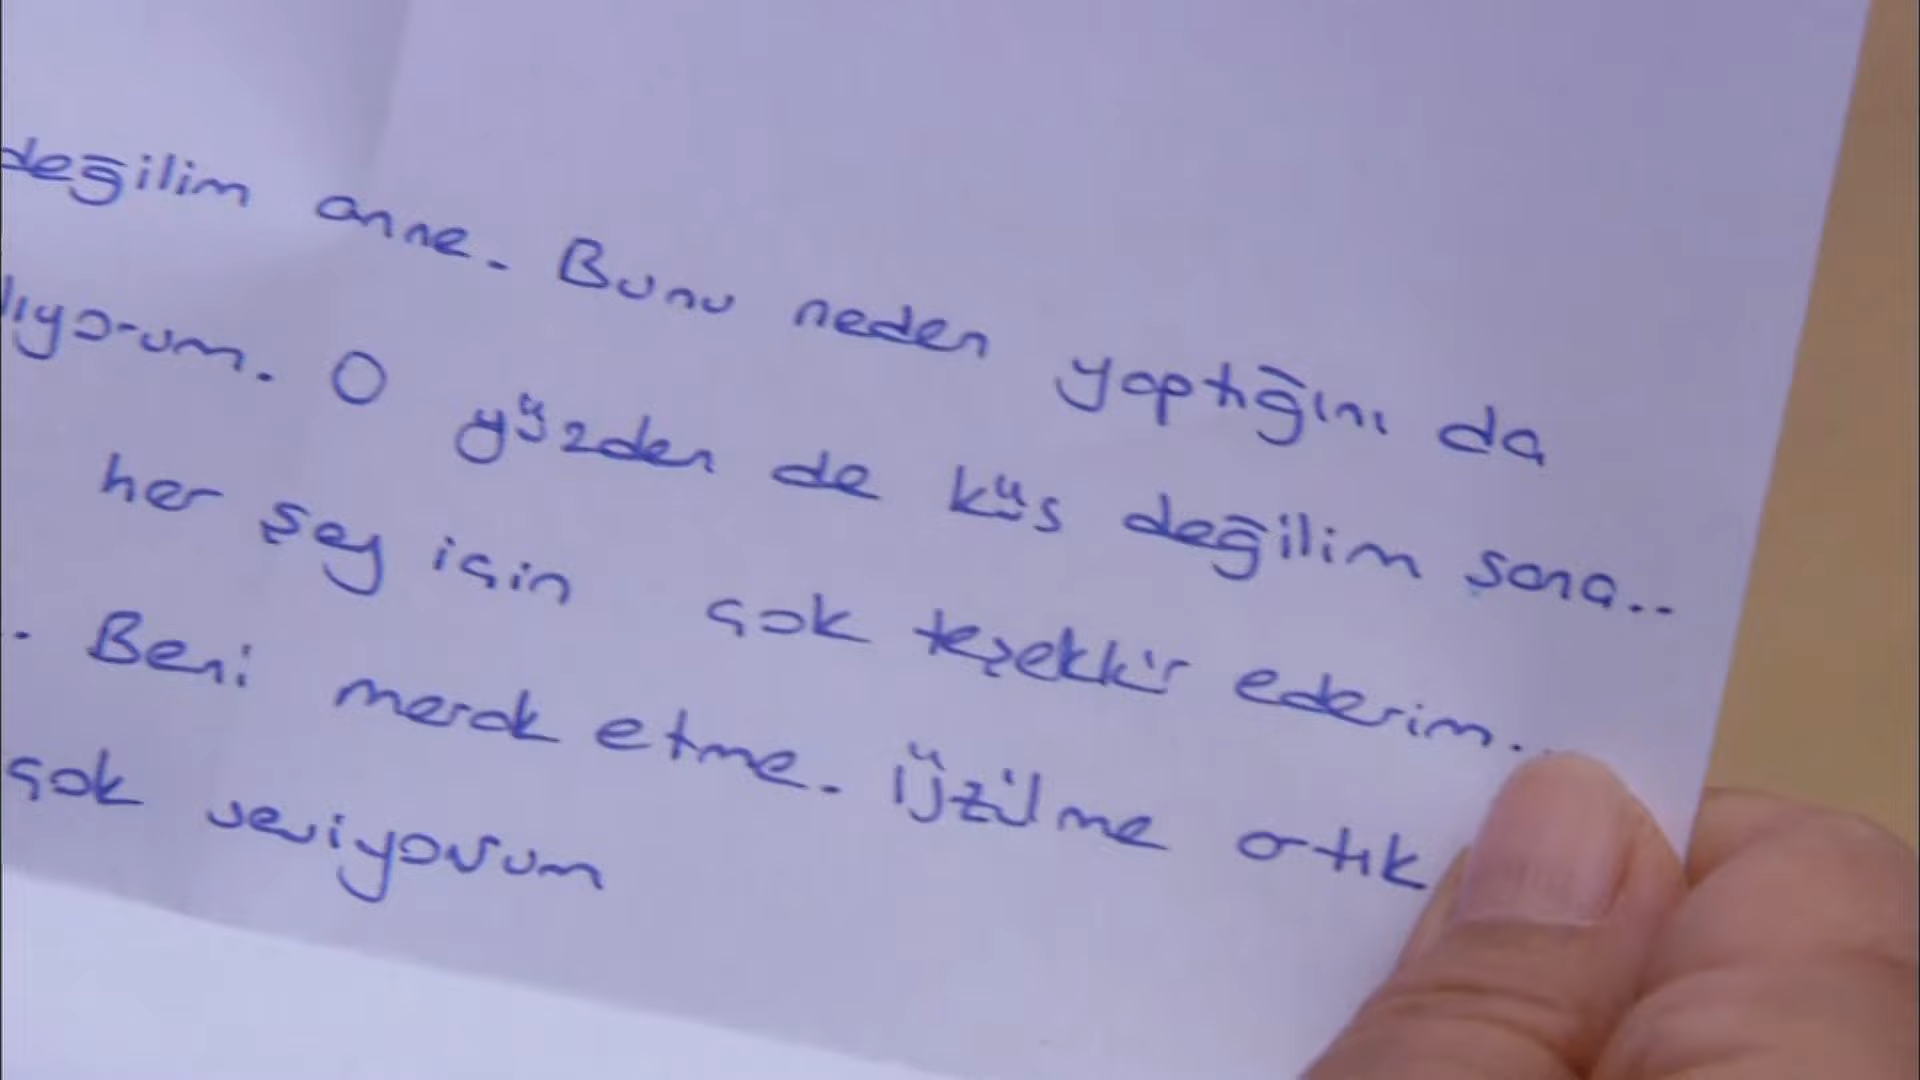 değilim anne. Bunu neden yaptığını da
lıyorum. O yüzden de küs değilim sana..
her şey için çok teşekkür ederim.
. Beni merak etme. Üzülme artık
çok seviyorum